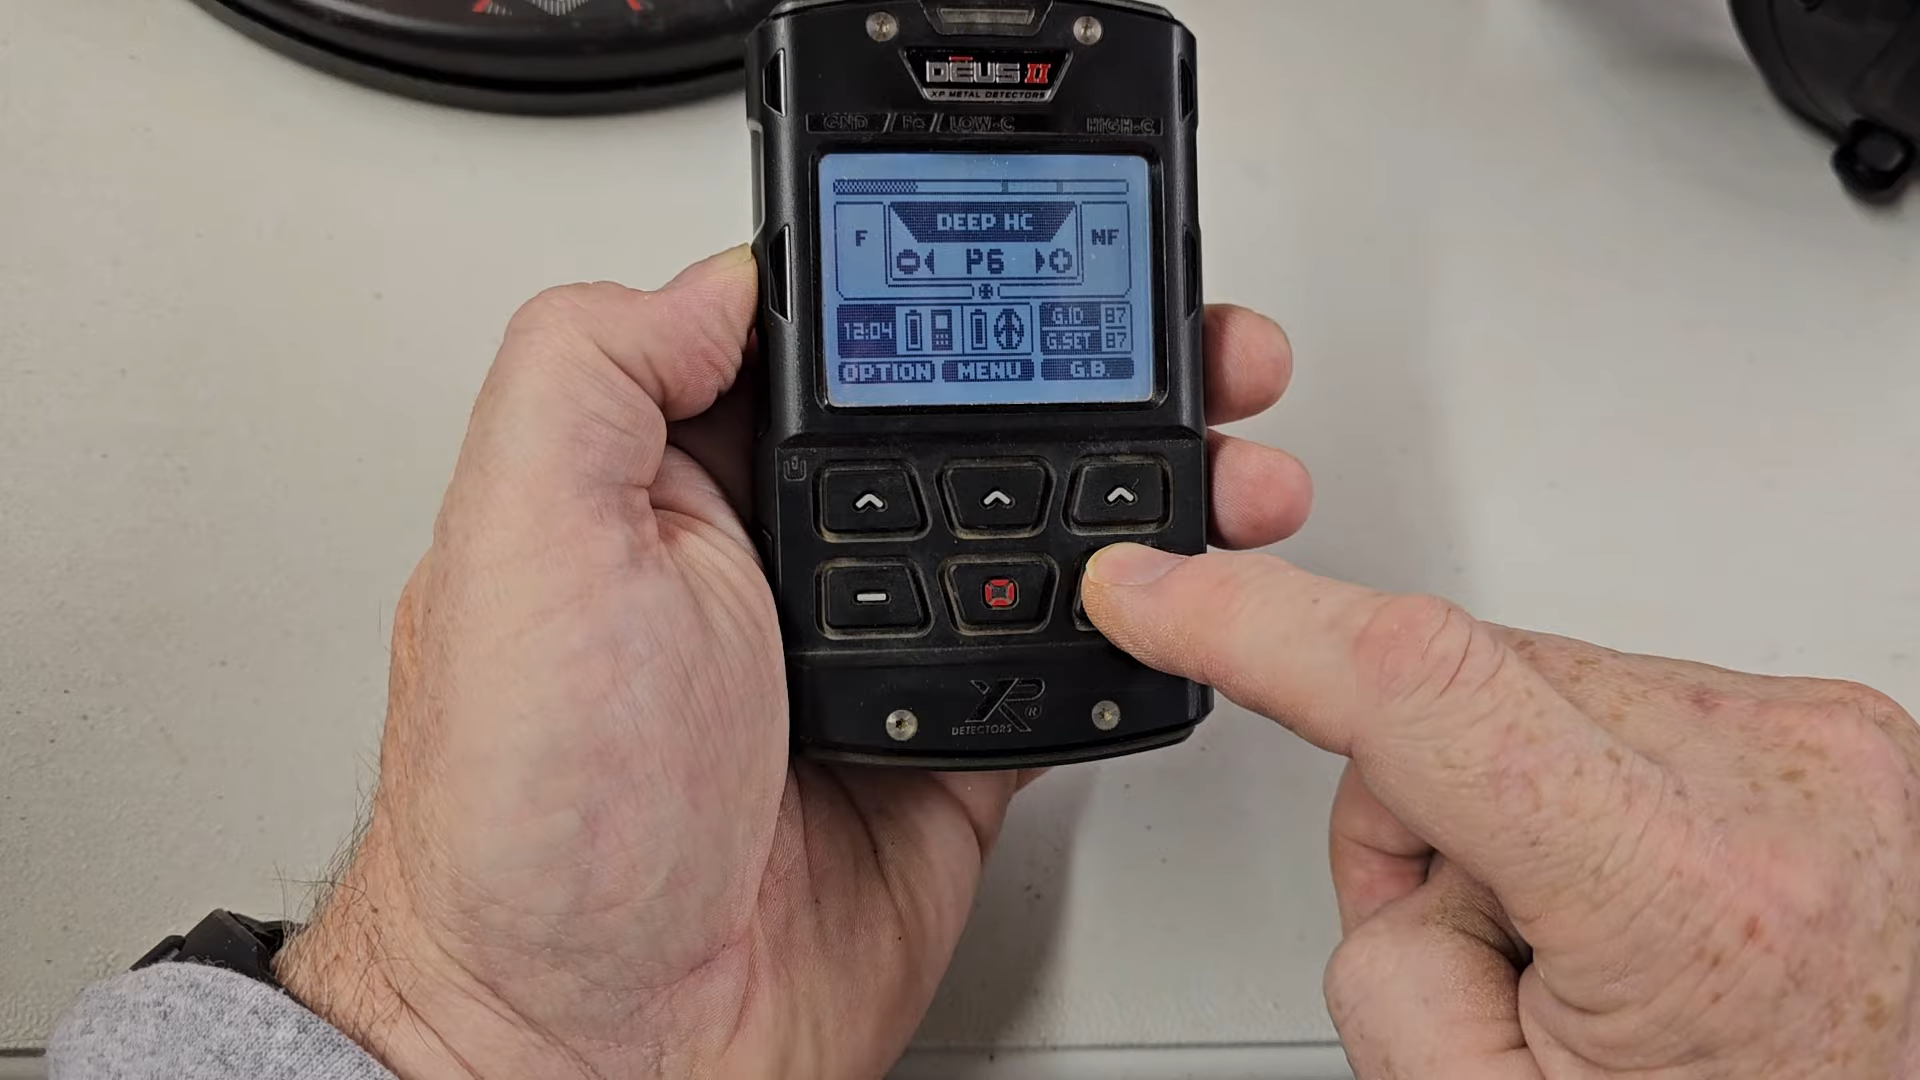 DEUS II
XP METAL DETECTORS
GND / Fe / LOW-C HIGH-C
DEEP HC
F P6 NF
12:04 G.ID 87
G.SET 87
OPTION MENU G.B.
XP ®
DETECTORS